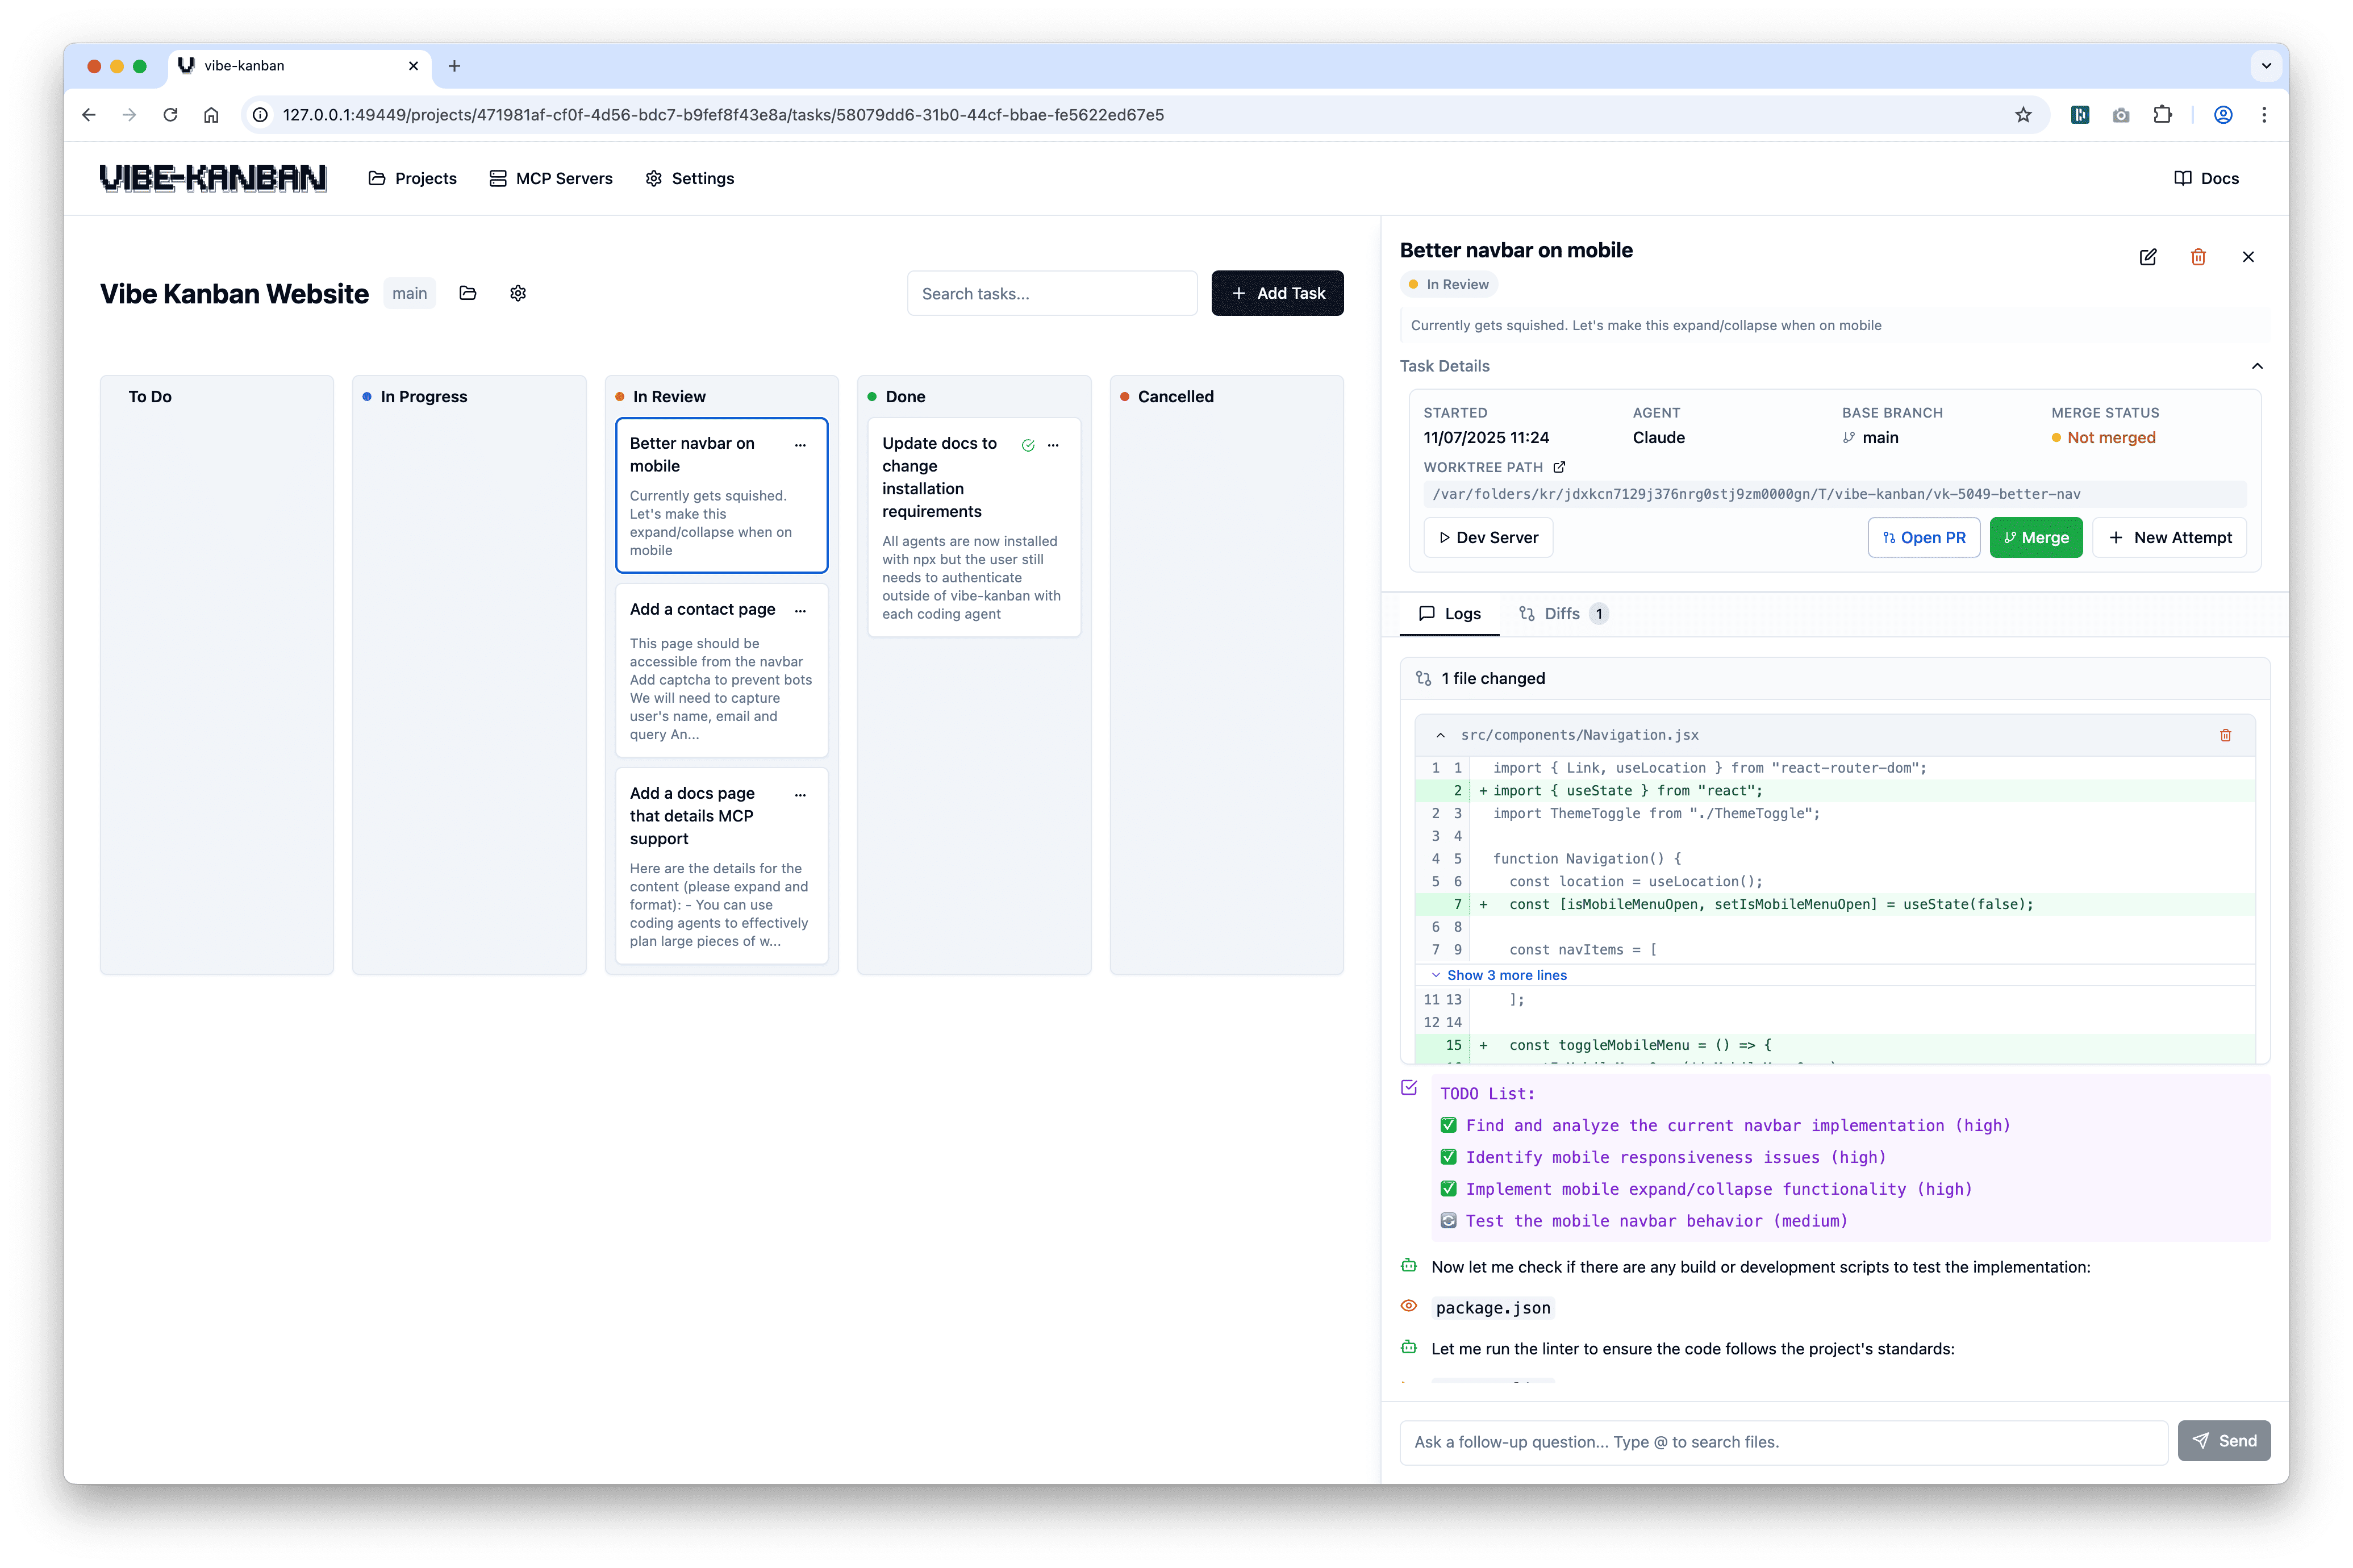 vibe-kanban
127.0.0.1:49449/projects/471981af-cf0f-4d56-bdc7-b9fef8f43e8a/tasks/58079dd6-31b0-44cf-bbae-fe5622ed67e5
VIBE-KANBAN
Projects
MCP Servers
Settings
Docs
Vibe Kanban Website
main
Search tasks...
+ Add Task
To Do
In Progress
In Review
Better navbar on
mobile
Currently gets squished.
Let's make this
expand/collapse when on
mobile
Add a contact page
This page should be
accessible from the navbar
Add captcha to prevent bots
We will need to capture
user's name, email and
query An...
Add a docs page
that details MCP
support
Here are the details for the
content (please expand and
format): - You can use
coding agents to effectively
plan large pieces of w...
Done
Update docs to
change
installation
requirements
All agents are now installed
with npx but the user still
needs to authenticate
outside of vibe-kanban with
each coding agent
Cancelled
Better navbar on mobile
In Review
Currently gets squished. Let's make this expand/collapse when on mobile
Task Details
STARTED
11/07/2025 11:24
AGENT
Claude
BASE BRANCH
main
MERGE STATUS
Not merged
WORKTREE PATH
/var/folders/kr/jdxkcn7129j376nrg0stj9zm0000gn/T/vibe-kanban/vk-5049-better-nav
Dev Server
Open PR
Merge
+ New Attempt
Logs
Diffs 1
1 file changed
src/components/Navigation.jsx
1 1 import { Link, useLocation } from "react-router-dom";
2 + import { useState } from "react";
2 3 import ThemeToggle from "./ThemeToggle";
3 4
4 5 function Navigation() {
5 6 const location = useLocation();
7 + const [isMobileMenuOpen, setIsMobileMenuOpen] = useState(false);
6 8
7 9 const navItems = [
Show 3 more lines
11 13 ];
12 14
15 + const toggleMobileMenu = () => {
TODO List:
✅ Find and analyze the current navbar implementation (high)
✅ Identify mobile responsiveness issues (high)
✅ Implement mobile expand/collapse functionality (high)
🔄 Test the mobile navbar behavior (medium)
Now let me check if there are any build or development scripts to test the implementation:
package.json
Let me run the linter to ensure the code follows the project's standards:
Ask a follow-up question... Type @ to search files.
Send